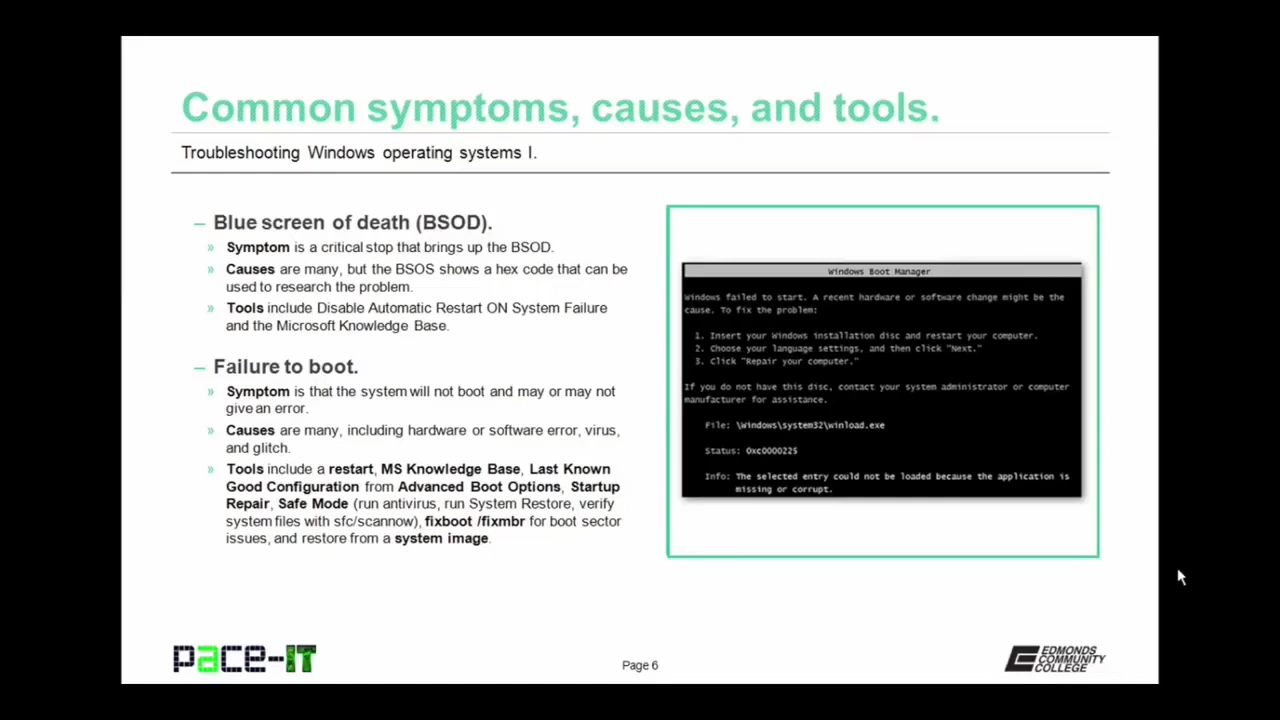 Common symptoms, causes, and tools.
Troubleshooting Windows operating systems I.
– Blue screen of death (BSOD).
» Symptom is a critical stop that brings up the BSOD.
» Causes are many, but the BSOS shows a hex code that can be
used to research the problem.
» Tools include Disable Automatic Restart ON System Failure
and the Microsoft Knowledge Base.
– Failure to boot.
» Symptom is that the system will not boot and may or may not
give an error.
» Causes are many, including hardware or software error, virus,
and glitch.
» Tools include a restart, MS Knowledge Base, Last Known
Good Configuration from Advanced Boot Options, Startup
Repair, Safe Mode (run antivirus, run System Restore, verify
system files with sfc/scannow), fixboot /fixmbr for boot sector
issues, and restore from a system image.
Windows Boot Manager
Windows failed to start. A recent hardware or software change might be the
cause. To fix the problem:
1. Insert your Windows installation disc and restart your computer.
2. Choose your language settings, and then click "Next."
3. Click "Repair your computer."
If you do not have this disc, contact your system administrator or computer
manufacturer for assistance.
File: \Windows\system32\winload.exe
Status: 0xc0000225
Info: The selected entry could not be loaded because the application is
missing or corrupt.
pace-IT
Page 6
EDMONDS
COMMUNITY
COLLEGE